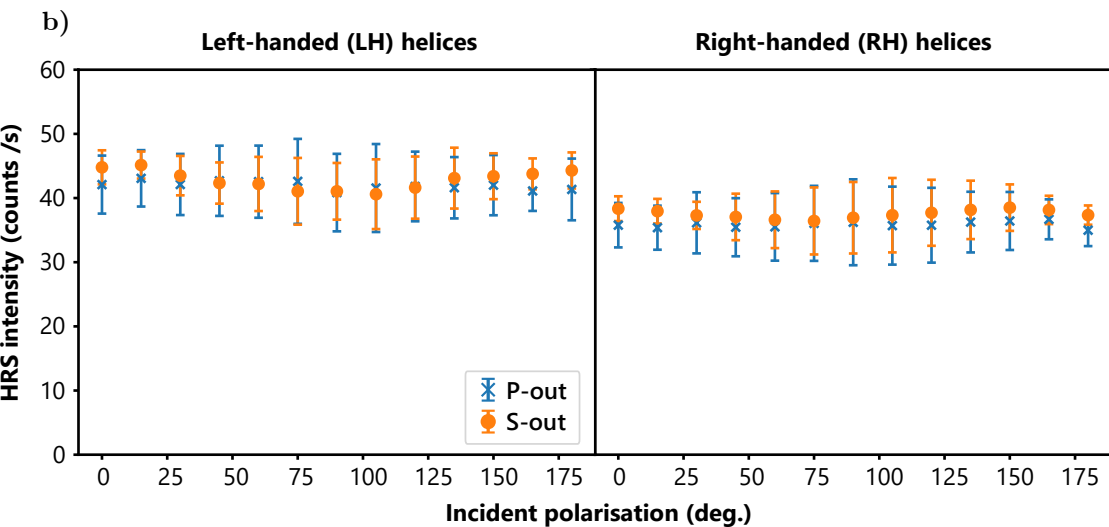 b)
Left-handed (LH) helices
Right-handed (RH) helices
HRS intensity (counts /s)
60
50
40
30
20
10
0
P-out
S-out
0 25 50 75 100 125 150 175
0 25 50 75 100 125 150 175
Incident polarisation (deg.)